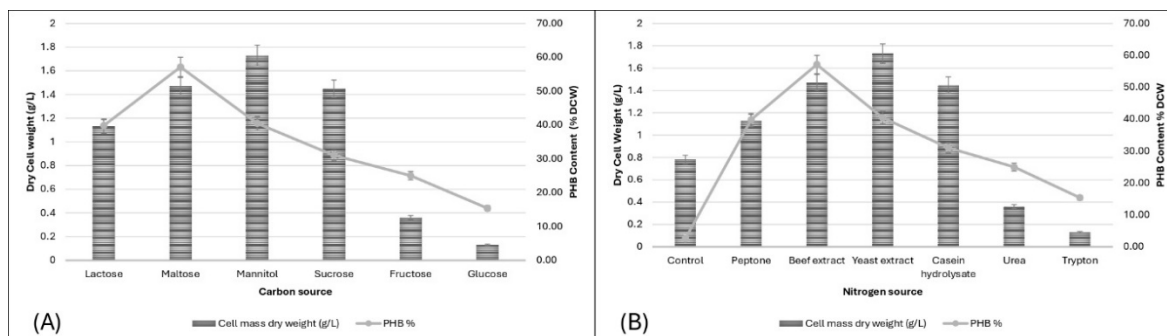 2
1.8
1.6
1.4
1.2
1
0.8
0.6
0.4
0.2
0
Dry Cell weight (g/L)
70.00
60.00
50.00
40.00
30.00
20.00
10.00
0.00
PHB Content (% DCW)
Lactose Maltose Mannitol Sucrose Fructose Glucose
Carbon source
(A)
Cell mass dry weight (g/L) PHB %
2
1.8
1.6
1.4
1.2
1
0.8
0.6
0.4
0.2
0
Dry Cell Weight (g/L)
70.00
60.00
50.00
40.00
30.00
20.00
10.00
0.00
PHB Content % DCW
Control Peptone Beef extract Yeast extract Casein Urea Trypton
hydrolysate
Nitrogen source
(B)
Cell mass dry weight (g/L) PHB %